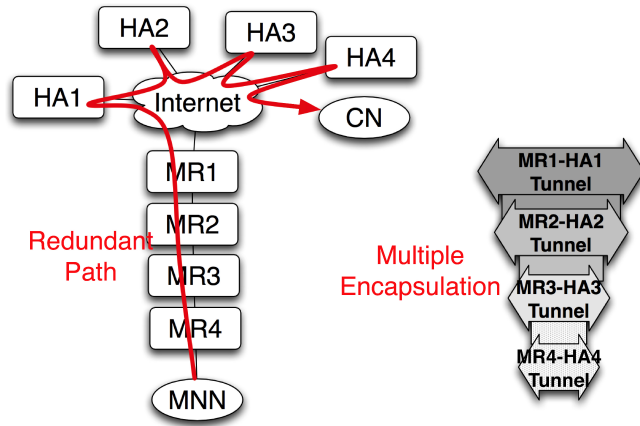 HA2
HA3
HA4
HA1
Internet
CN
MR1
MR2
MR3
MR4
MNN
Redundant
Path
Multiple
Encapsulation
MR1-HA1
Tunnel
MR2-HA2
Tunnel
MR3-HA3
Tunnel
MR4-HA4
Tunnel